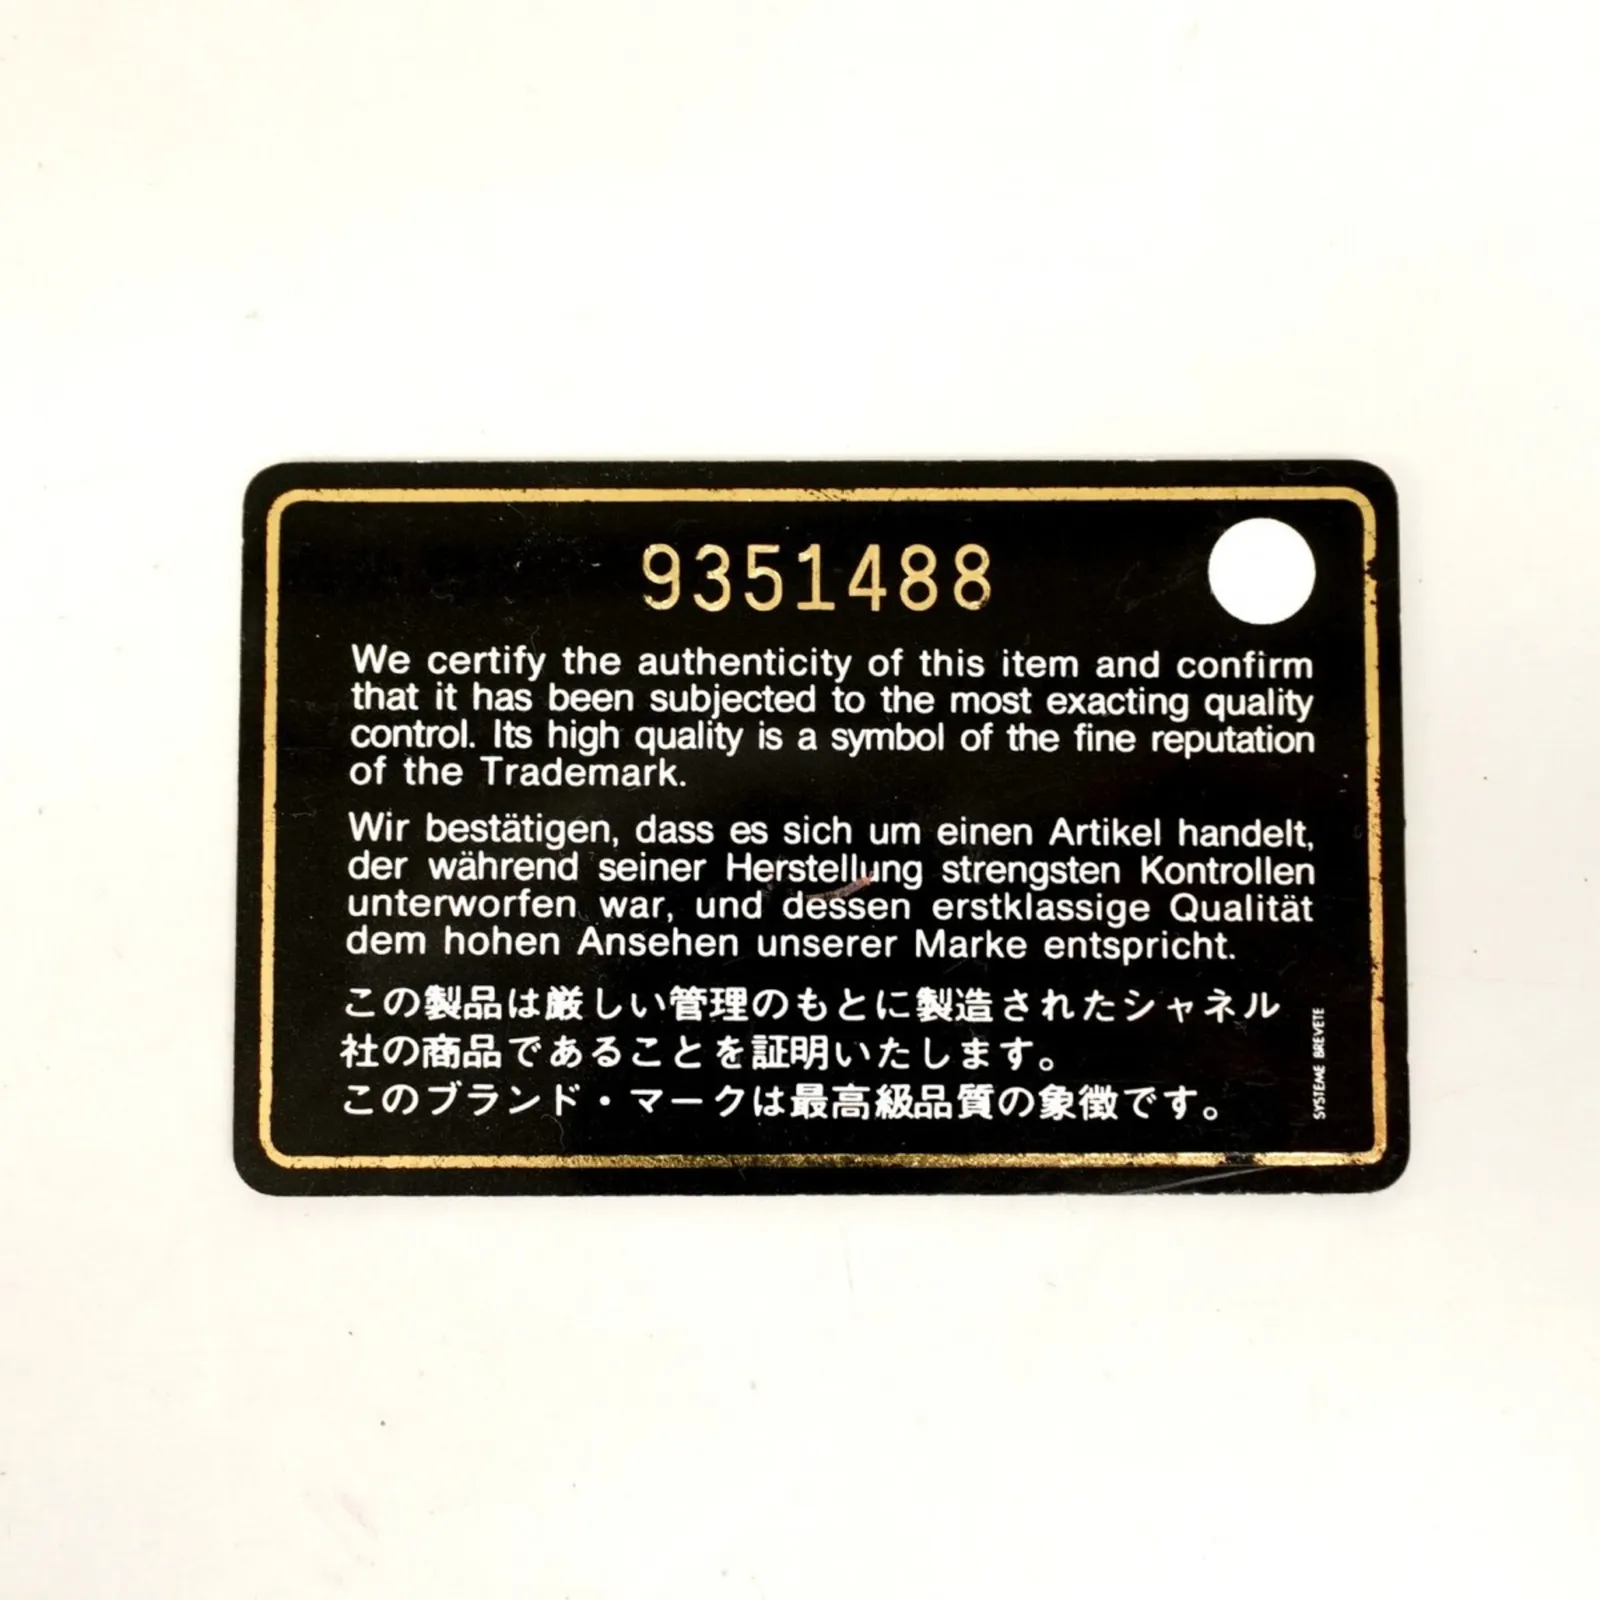 9351488
We certify the authenticity of this item and confirm
that it has been subjected to the most exacting quality
control. Its high quality is a symbol of the fine reputation
of the Trademark.
Wir bestätigen, dass es sich um einen Artikel handelt,
der während seiner Herstellung strengsten Kontrollen
unterworfen war, und dessen erstklassige Qualität
dem hohen Ansehen unserer Marke entspricht.
この製品は厳しい管理のもとに製造されたシャネル
社の商品であることを証明いたします。
このブランド・マークは最高級品質の象徴です。
SYSTEME BREVETE